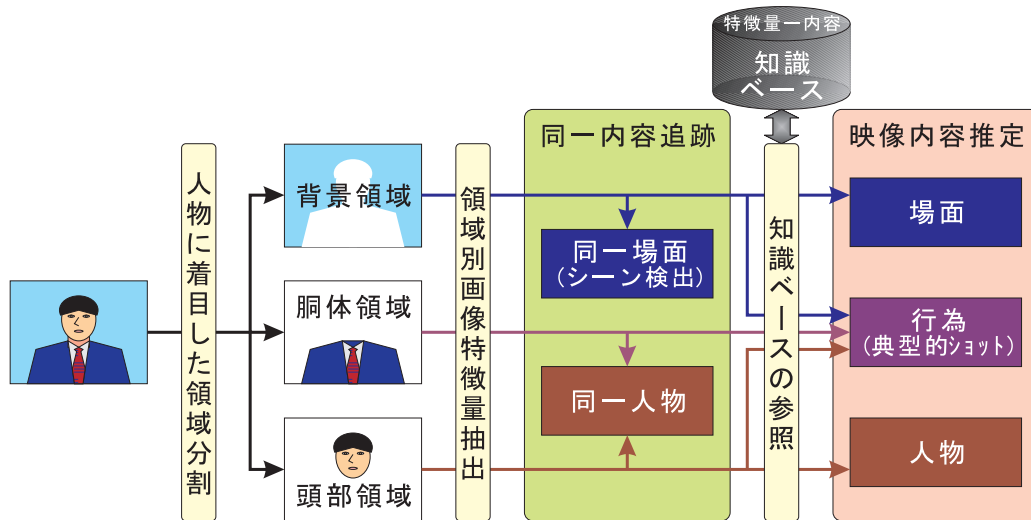 特徴量ー内容
知識
ベース
同一内容追跡
映像内容推定
人物に着目した領域分割
背景領域
領域別画像特徴量抽出
同一場面
(シーン検出)
知識ベースの参照
場面
胴体領域
行為
(典型的ショット)
同一人物
頭部領域
人物